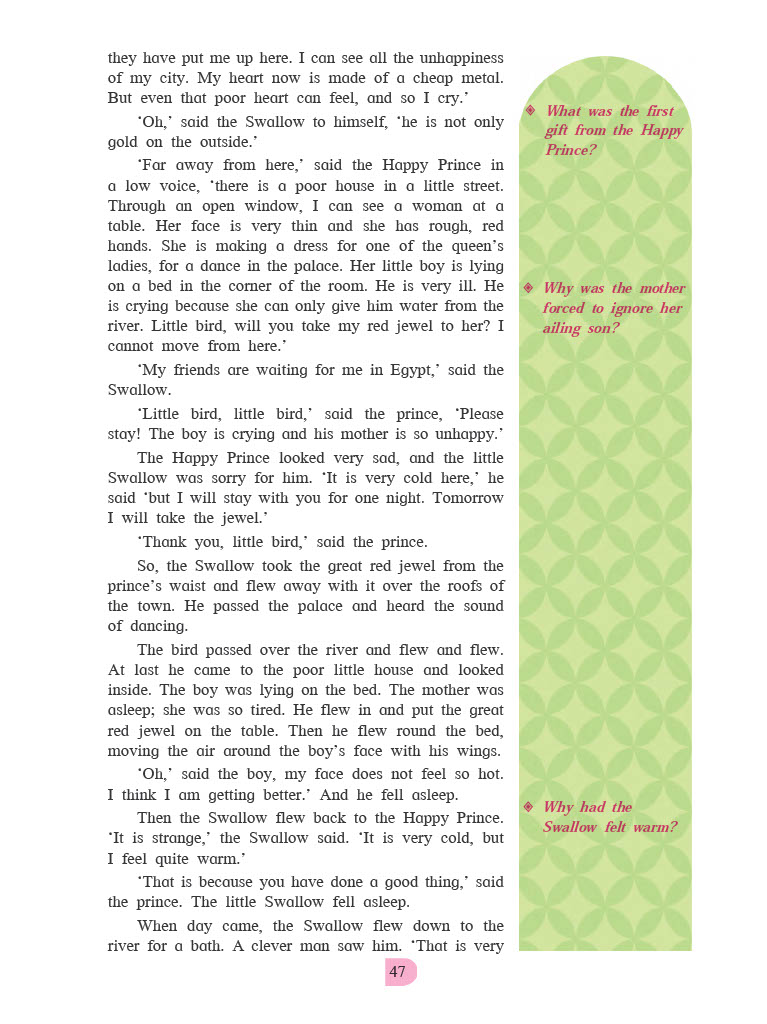 they have put me up here. I can see all the unhappiness
of my city. My heart now is made of a cheap metal.
But even that poor heart can feel, and so I cry.’
‘Oh,’ said the Swallow to himself, ‘he is not only
gold on the outside.’
‘Far away from here,’ said the Happy Prince in
a low voice, ‘there is a poor house in a little street.
Through an open window, I can see a woman at a
table. Her face is very thin and she has rough, red
hands. She is making a dress for one of the queen’s
ladies, for a dance in the palace. Her little boy is lying
on a bed in the corner of the room. He is very ill. He
is crying because she can only give him water from the
river. Little bird, will you take my red jewel to her? I
cannot move from here.’
‘My friends are waiting for me in Egypt,’ said the
Swallow.
‘Little bird, little bird,’ said the prince, ‘Please
stay! The boy is crying and his mother is so unhappy.’
The Happy Prince looked very sad, and the little
Swallow was sorry for him. ‘It is very cold here,’ he
said ‘but I will stay with you for one night. Tomorrow
I will take the jewel.’
‘Thank you, little bird,’ said the prince.
So, the Swallow took the great red jewel from the
prince’s waist and flew away with it over the roofs of
the town. He passed the palace and heard the sound
of dancing.
The bird passed over the river and flew and flew.
At last he came to the poor little house and looked
inside. The boy was lying on the bed. The mother was
asleep; she was so tired. He flew in and put the great
red jewel on the table. Then he flew round the bed,
moving the air around the boy’s face with his wings.
‘Oh,’ said the boy, my face does not feel so hot.
I think I am getting better.’ And he fell asleep.
Then the Swallow flew back to the Happy Prince.
‘It is strange,’ the Swallow said. ‘It is very cold, but
I feel quite warm.’
‘That is because you have done a good thing,’ said
the prince. The little Swallow fell asleep.
When day came, the Swallow flew down to the
river for a bath. A clever man saw him. ‘That is very
What was the first
gift from the Happy
Prince?
Why was the mother
forced to ignore her
ailing son?
Why had the
Swallow felt warm?
47